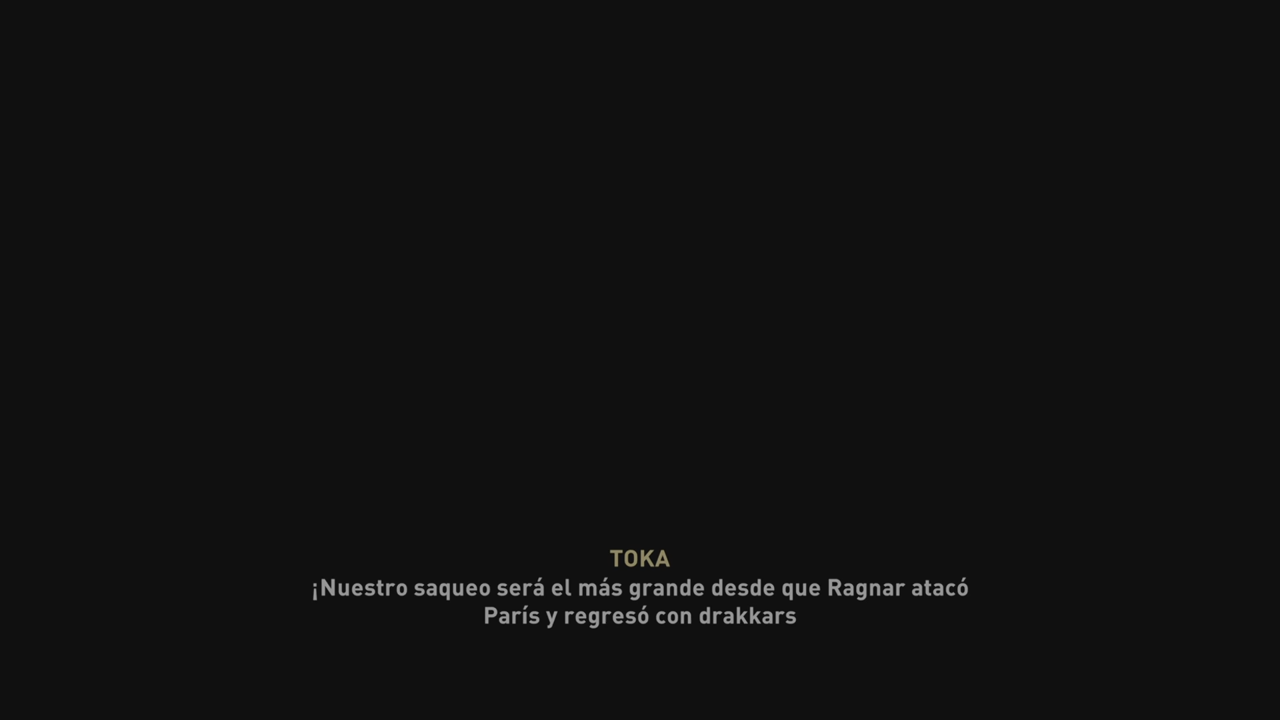 TOKA
¡Nuestro saqueo será el más grande desde que Ragnar atacó
París y regresó con drakkars